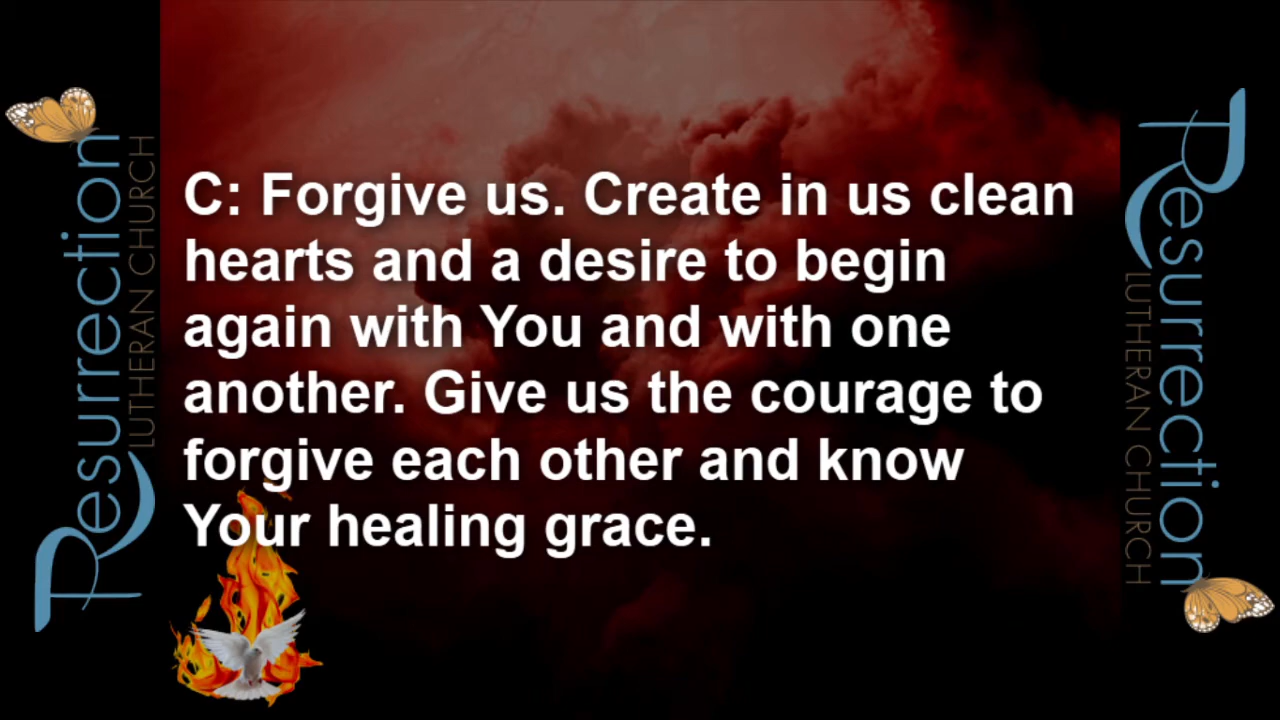 Resurrection
LUTHERAN CHURCH
C: Forgive us. Create in us clean
hearts and a desire to begin
again with You and with one
another. Give us the courage to
forgive each other and know
Your healing grace.
Resurrection
LUTHERAN CHURCH